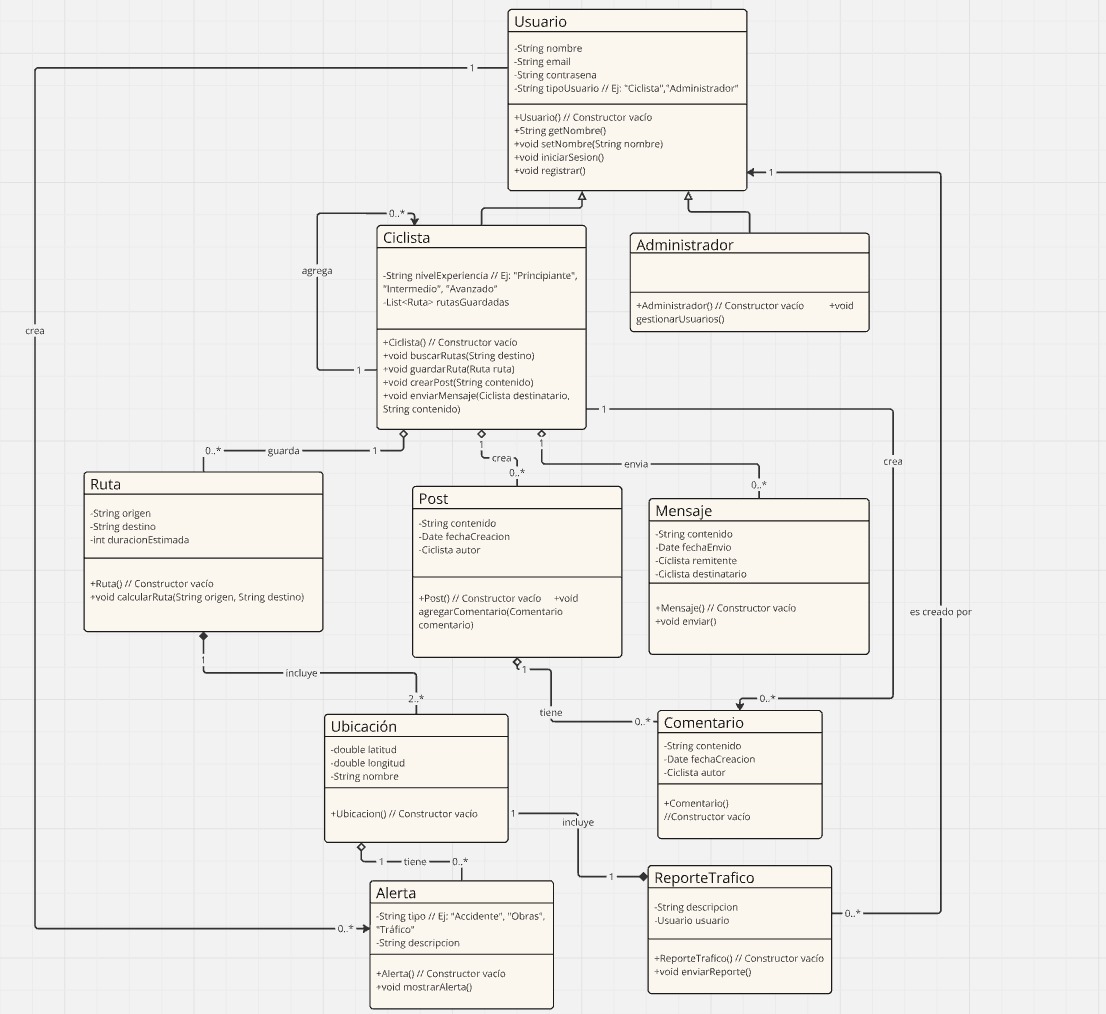 Usuario
-String nombre
-String email
-String contrasena
-String tipoUsuario // Ej: "Ciclista","Administrador"
+Usuario() // Constructor vacío
+String getNombre()
+void setNombre(String nombre)
+void iniciarSesion()
+void registrar()
1
1
crea
0..*
agrega
1
Ciclista
-String nivelExperiencia // Ej: "Principiante",
"Intermedio", "Avanzado"
-List<Ruta> rutasGuardadas
+Ciclista() // Constructor vacío
+void buscarRutas(String destino)
+void guardarRuta(Ruta ruta)
+void crearPost(String contenido)
+void enviarMensaje(Ciclista destinatario,
String contenido)
Administrador
+Administrador() // Constructor vacío +void
gestionarUsuarios()
1
crea
0..* guarda 1
1
crea
0..*
1
envia
0..*
Ruta
-String origen
-String destino
-int duracionEstimada
+Ruta() // Constructor vacío
+void calcularRuta(String origen, String destino)
Post
-String contenido
-Date fechaCreacion
-Ciclista autor
+Post() // Constructor vacío +void
agregarComentario(Comentario
comentario)
Mensaje
-String contenido
-Date fechaEnvio
-Ciclista remitente
-Ciclista destinatario
+Mensaje() // Constructor vacío
+void enviar()
es creado por
1
incluye
2..*
1
tiene
0..*
0..*
Ubicación
-double latitud
-double longitud
-String nombre
+Ubicacion() // Constructor vacío
Comentario
-String contenido
-Date fechaCreacion
-Ciclista autor
+Comentario()
//Constructor vacío
1
incluye
1
1 tiene 0..*
Alerta
-String tipo // Ej: "Accidente", "Obras",
"Tráfico"
-String descripcion
+Alerta() // Constructor vacío
+void mostrarAlerta()
0..*
ReporteTrafico
-String descripcion
-Usuario usuario
+ReporteTrafico() // Constructor vacío
+void enviarReporte()
0..*